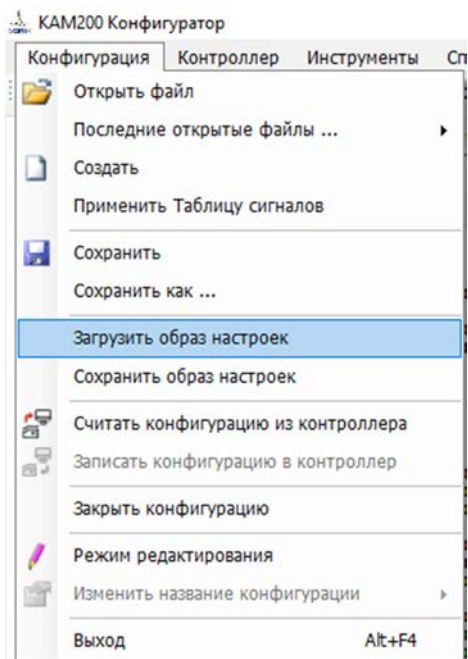 КАМ200 Конфигуратор
Конфигурация Контроллер Инструменты
Открыть файл
Последние открытые файлы ...
Создать
Применить Таблицу сигналов
Сохранить
Сохранить как ...
Загрузить образ настроек
Сохранить образ настроек
Считать конфигурацию из контроллера
Записать конфигурацию в контроллер
Закрыть конфигурацию
Режим редактирования
Изменить название конфигурации
Выход Alt+F4